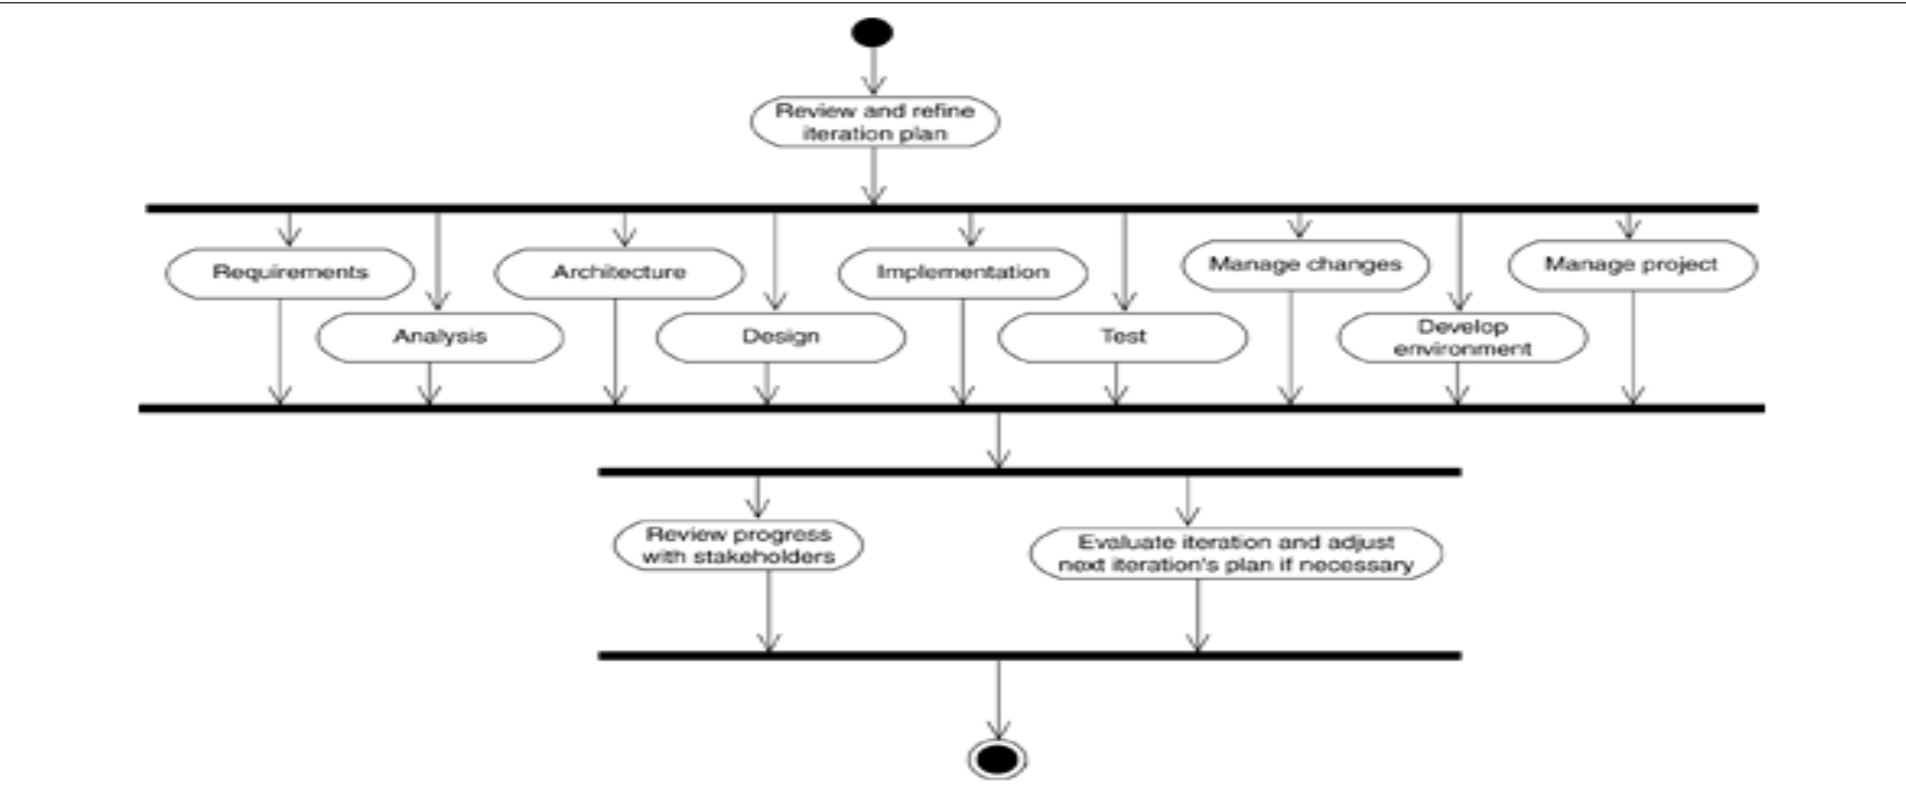 Review and refine
iteration plan
Requirements
Architecture
Implementation
Manage changes
Manage project
Analysis
Design
Test
Develop
environment
Review progress
with stakeholders
Evaluate iteration and adjust
next iteration's plan if necessary